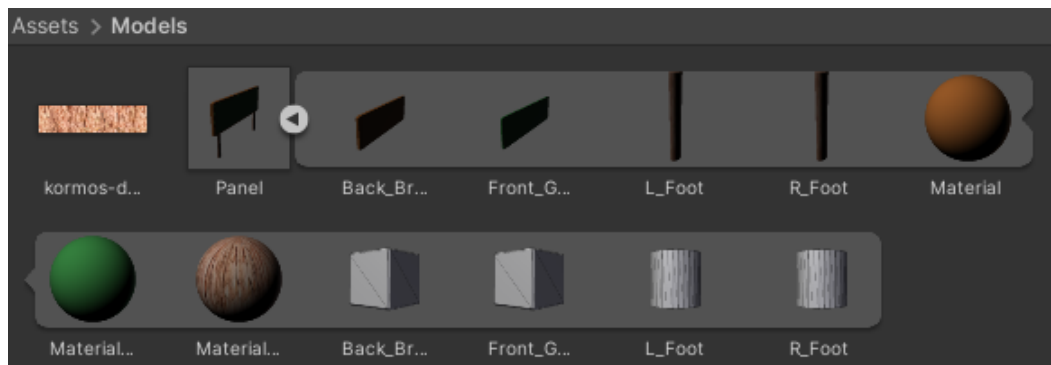 Assets > Models
kormos-d... Panel Back_Br... Front_G... L_Foot R_Foot Material
Material... Material... Back_Br... Front_G... L_Foot R_Foot